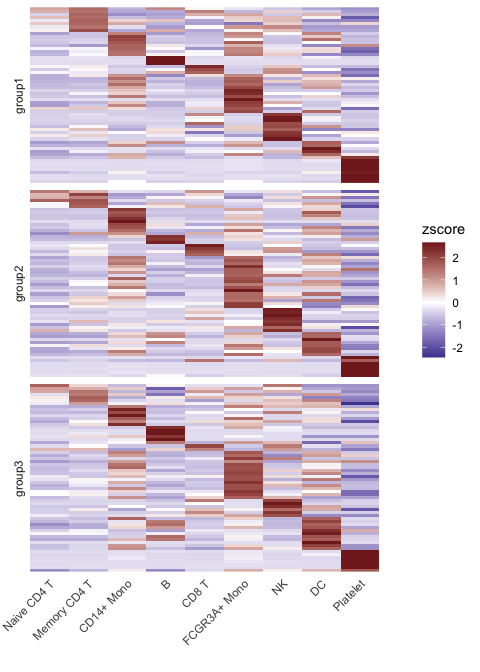 group1
group2
group3
zscore
2
1
0
-1
-2
Naive CD4 T
Memory CD4 T
CD14+ Mono
B
CD8 T
FCGR3A+ Mono
NK
DC
Platelet